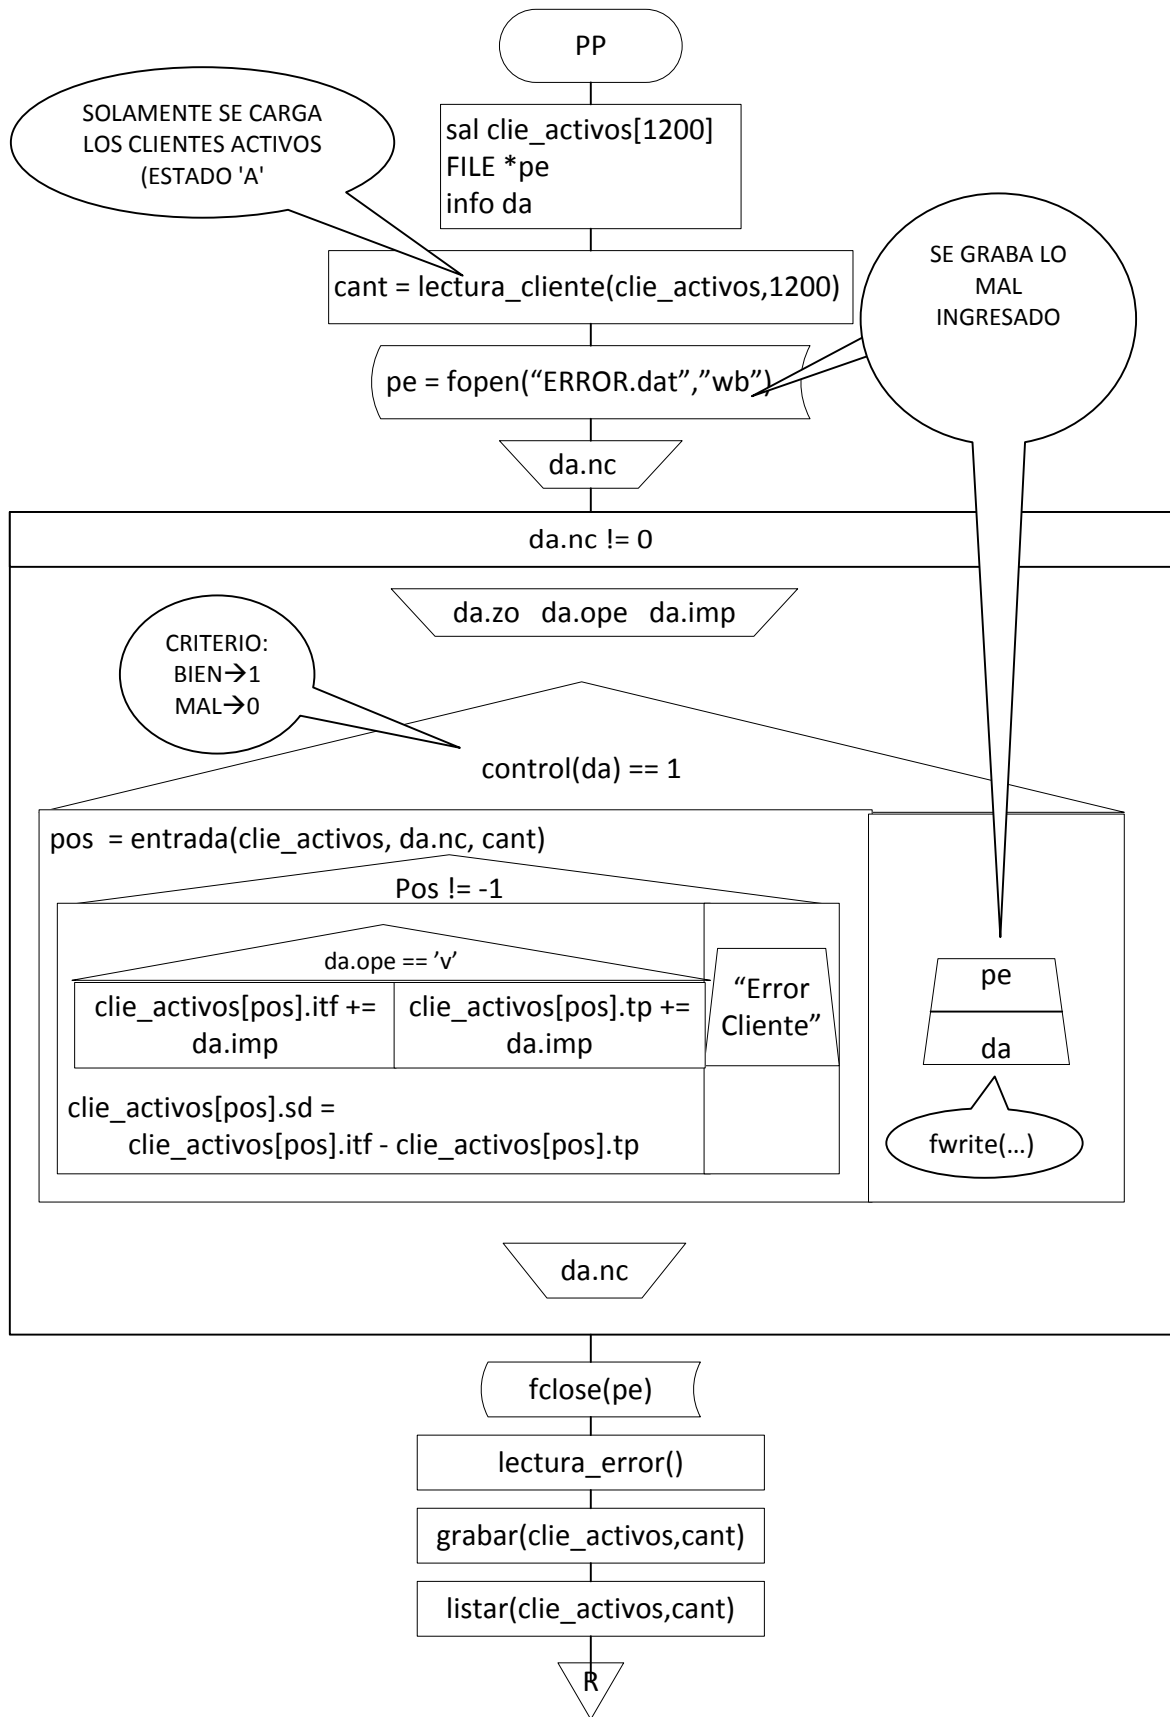 PP
SOLAMENTE SE CARGA
LOS CLIENTES ACTIVOS
(ESTADO 'A'
sal clie_activos[1200]
FILE *pe
info da
cant = lectura_cliente(clie_activos,1200)
SE GRABA LO
MAL
INGRESADO
pe = fopen(“ERROR.dat”,”wb”)
da.nc
da.nc != 0
da.zo da.ope da.imp
CRITERIO:
BIEN→1
MAL→0
control(da) == 1
pos = entrada(clie_activos, da.nc, cant)
Pos != -1
da.ope == ’v’
clie_activos[pos].itf +=
da.imp
clie_activos[pos].tp +=
da.imp
“Error
Cliente”
clie_activos[pos].sd =
clie_activos[pos].itf - clie_activos[pos].tp
pe
da
fwrite(…)
da.nc
fclose(pe)
lectura_error()
grabar(clie_activos,cant)
listar(clie_activos,cant)
R